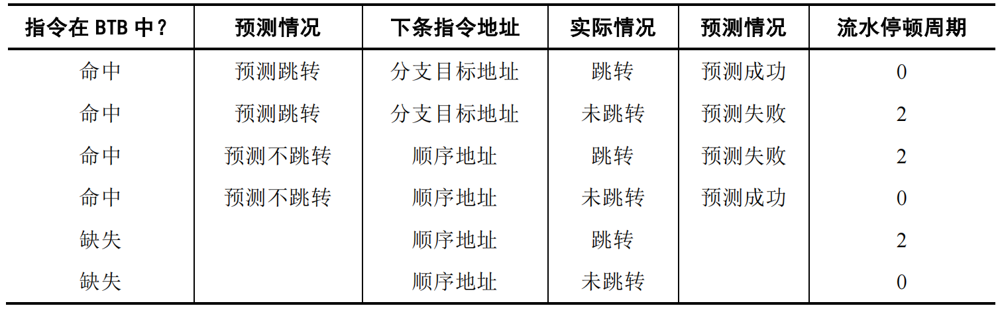 指令在 BTB 中？ 预测情况 下条指令地址 实际情况 预测情况 流水停顿周期
命中 预测跳转 分支目标地址 跳转 预测成功 0
命中 预测跳转 分支目标地址 未跳转 预测失败 2
命中 预测不跳转 顺序地址 跳转 预测失败 2
命中 预测不跳转 顺序地址 未跳转 预测成功 0
缺失 顺序地址 跳转 2
缺失 顺序地址 未跳转 0